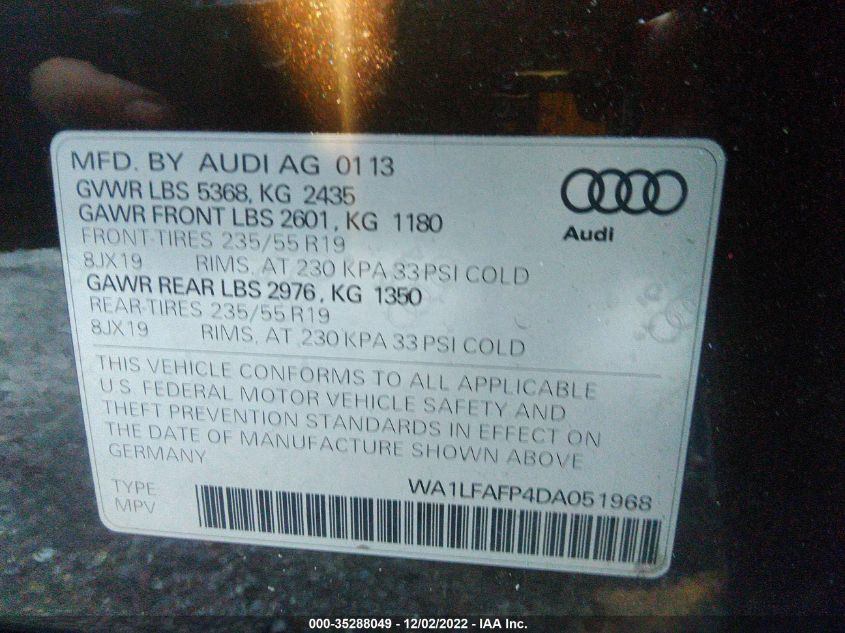 MFD. BY AUDI AG 01 13
GVWR LBS 5368, KG 2435
GAWR FRONT LBS 2601, KG 1180
FRONT-TIRES 235/55 R19
8JX19 RIMS, AT 230 KPA 33 PSI COLD
GAWR REAR LBS 2976, KG 1350
REAR-TIRES 235/55 R19
8JX19 RIMS, AT 230 KPA 33 PSI COLD
Audi
THIS VEHICLE CONFORMS TO ALL APPLICABLE
U.S. FEDERAL MOTOR VEHICLE SAFETY AND
THEFT PREVENTION STANDARDS IN EFFECT ON
THE DATE OF MANUFACTURE SHOWN ABOVE
GERMANY
WA1LFAFP4DA051968
TYPE
MPV
000-35288049 - 12/02/2022 - IAA Inc.